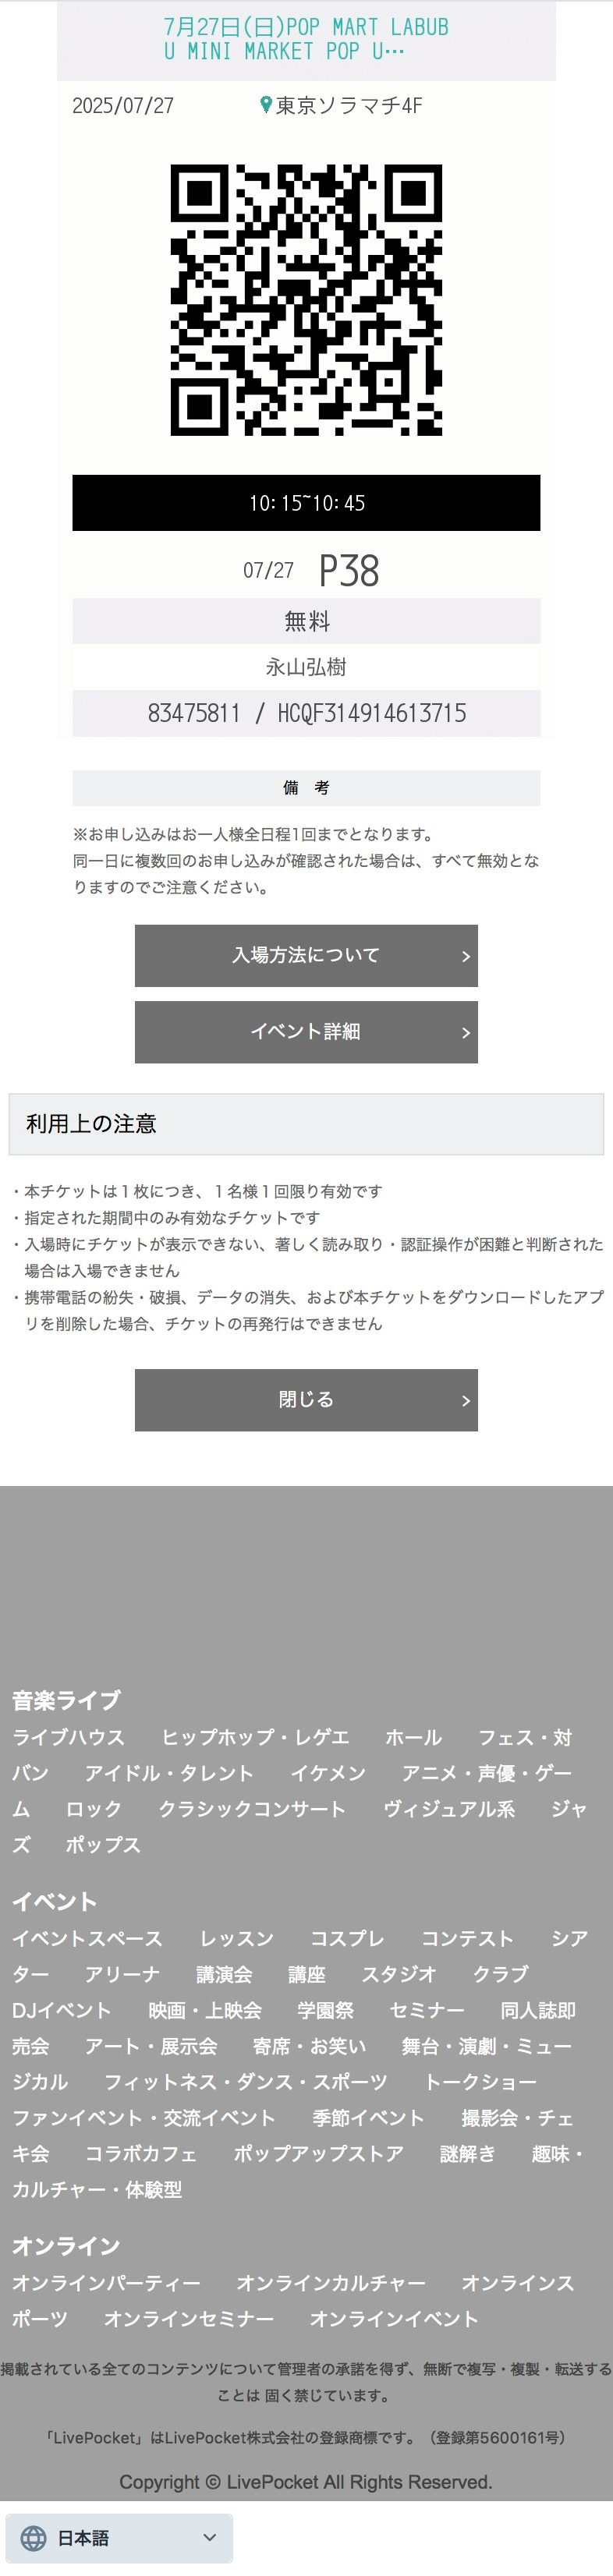 7月27日(日)POP MART LABUB
U MINI MARKET POP U…
2025/07/27
東京ソラマチ4F
10:15~10:45
07/27 P38
無料
永山弘樹
83475811 / HCQF314914613715
備 考
※お申し込みはお一人様全日程1回までとなります。
同一日に複数回のお申し込みが確認された場合は、すべて無効とな
りますのでご注意ください。
入場方法について
イベント詳細
利用上の注意
・本チケットは1枚につき、1名様1回限り有効です
・指定された期間中のみ有効なチケットです
・入場時にチケットが表示できない、著しく読み取り・認証操作が困難と判断された
場合は入場できません
・携帯電話の紛失・破損、データの消失、および本チケットをダウンロードしたアプ
リを削除した場合、チケットの再発行はできません
閉じる
音楽ライブ
ライブハウス ヒップホップ・レゲエ ホール フェス・対
バン アイドル・タレント イケメン アニメ・声優・ゲー
ム ロック クラシックコンサート ヴィジュアル系 ジャ
ズ ポップス
イベント
イベントスペース レッスン コスプレ コンテスト シア
ター アリーナ 講演会 講座 スタジオ クラブ
DJイベント 映画・上映会 学園祭 セミナー 同人誌即
売会 アート・展示会 寄席・お笑い 舞台・演劇・ミュー
ジカル フィットネス・ダンス・スポーツ トークショー
ファンイベント・交流イベント 季節イベント 撮影会・チェ
キ会 コラボカフェ ポップアップストア 謎解き 趣味・
カルチャー・体験型
オンライン
オンラインパーティー オンラインカルチャー オンラインス
ポーツ オンラインセミナー オンラインイベント
掲載されている全てのコンテンツについて管理者の承諾を得ず、無断で複写・複製・転送する
ことは 固く禁じています。
「LivePocket」はLivePocket株式会社の登録商標です。（登録第5600161号）
Copyright © LivePocket All Rights Reserved.
日本語